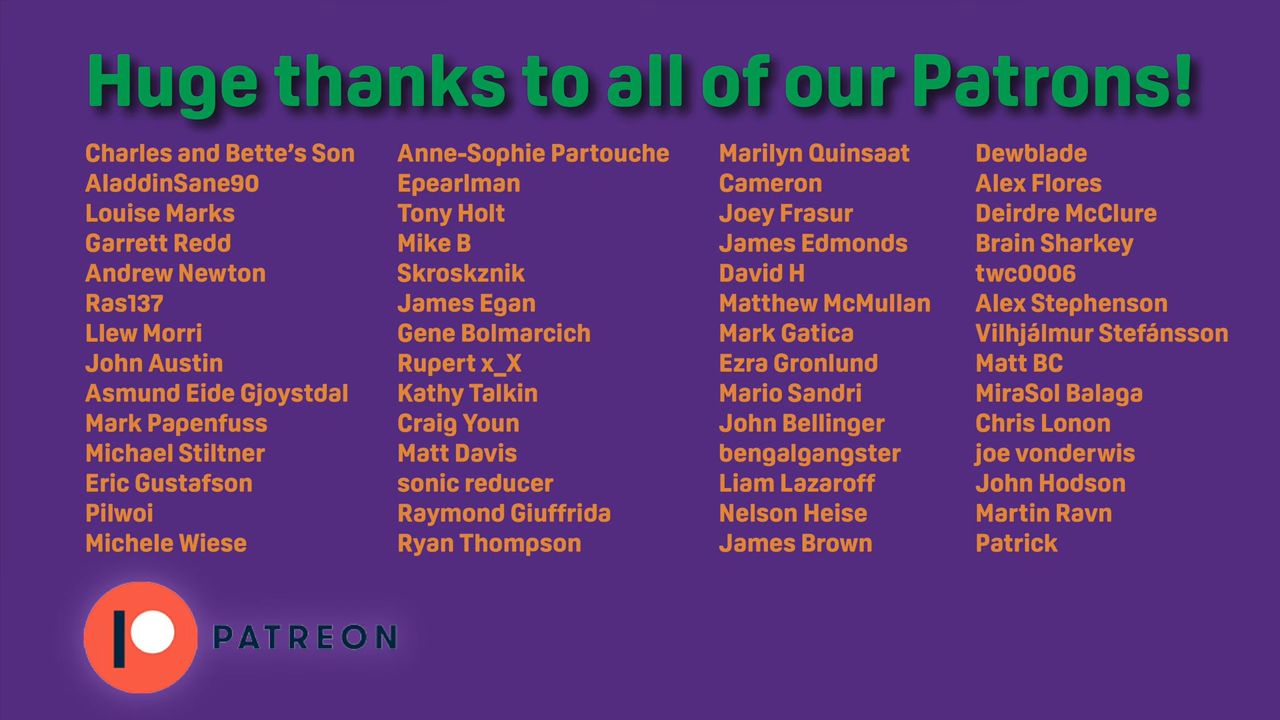 Huge thanks to all of our Patrons!
Charles and Bette's Son
AladdinSane90
Louise Marks
Garrett Redd
Andrew Newton
Ras137
Llew Morri
John Austin
Asmund Eide Gjoystdal
Mark Papenfuss
Michael Stiltner
Eric Gustafson
Pilwoi
Michele Wiese
Anne-Sophie Partouche
Epearlman
Tony Holt
Mike B
Skroskznik
James Egan
Gene Bolmarcich
Rupert x_X
Kathy Talkin
Craig Youn
Matt Davis
sonic reducer
Raymond Giuffrida
Ryan Thompson
Marilyn Quinsaat
Cameron
Joey Frasur
James Edmonds
David H
Matthew McMullan
Mark Gatica
Ezra Gronlund
Mario Sandri
John Bellinger
bengalgangster
Liam Lazaroff
Nelson Heise
James Brown
Dewblade
Alex Flores
Deirdre McClure
Brain Sharkey
twc0006
Alex Stephenson
Vilhjálmur Stefánsson
Matt BC
MiraSol Balaga
Chris Lonon
joe vonderwis
John Hodson
Martin Ravn
Patrick
PATREON